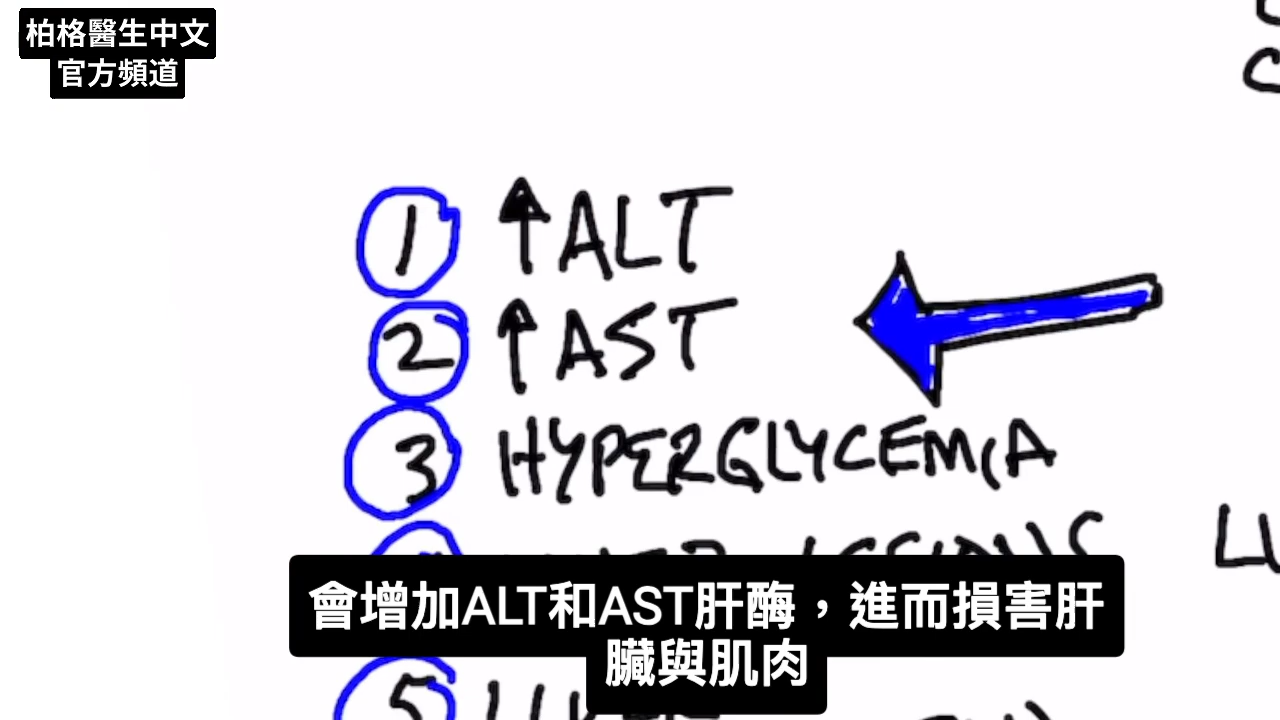 柏格醫生中文
官方頻道
1 ↑ALT
2 ↑AST
3 HYPERGLYCEMIA
會增加ALT和AST肝酶，進而損害肝
臟與肌肉
5